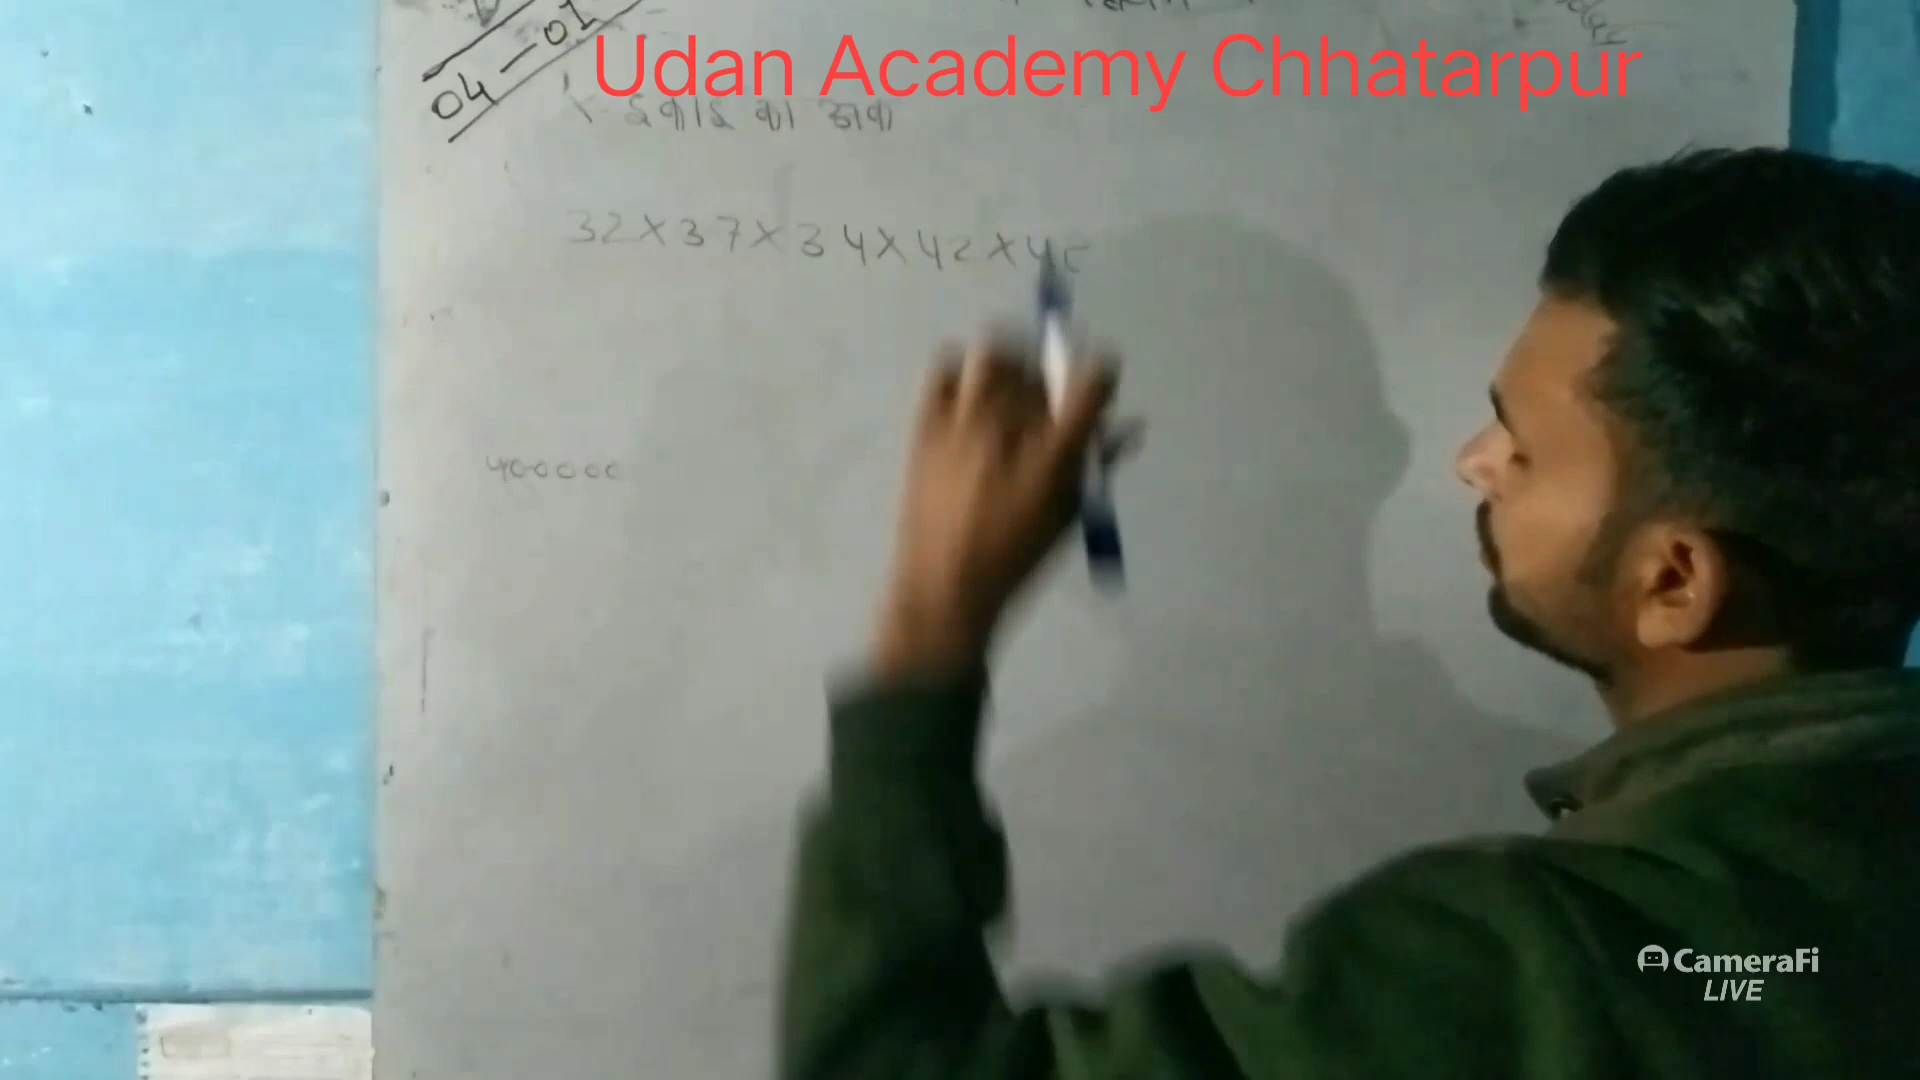 04-01
Udan Academy Chhatarpur
इकाई का अंक
32×37×34×42×45
400000
CameraFi
LIVE